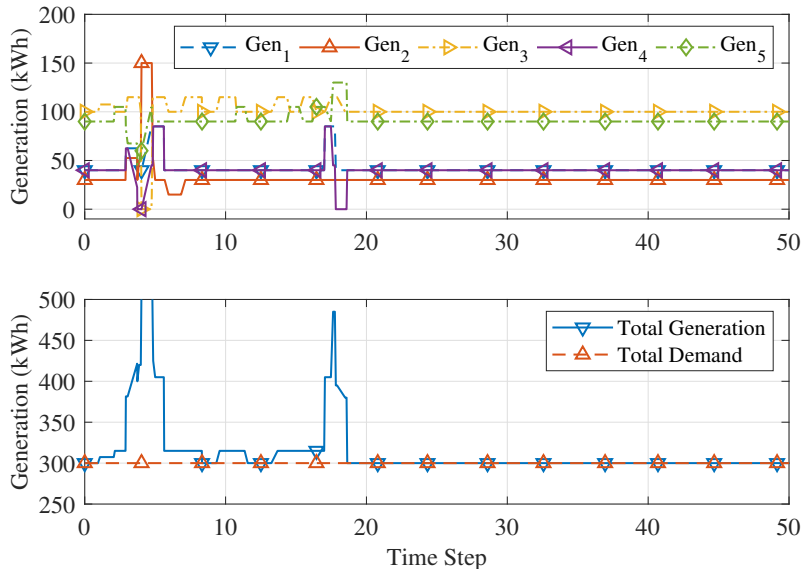 200
150
100
50
0
Generation (kWh)
Gen1 Gen2 Gen3 Gen4 Gen5
0 10 20 30 40 50
500
450
400
350
300
250
Generation (kWh)
Total Generation
Total Demand
0 10 20 30 40 50
Time Step